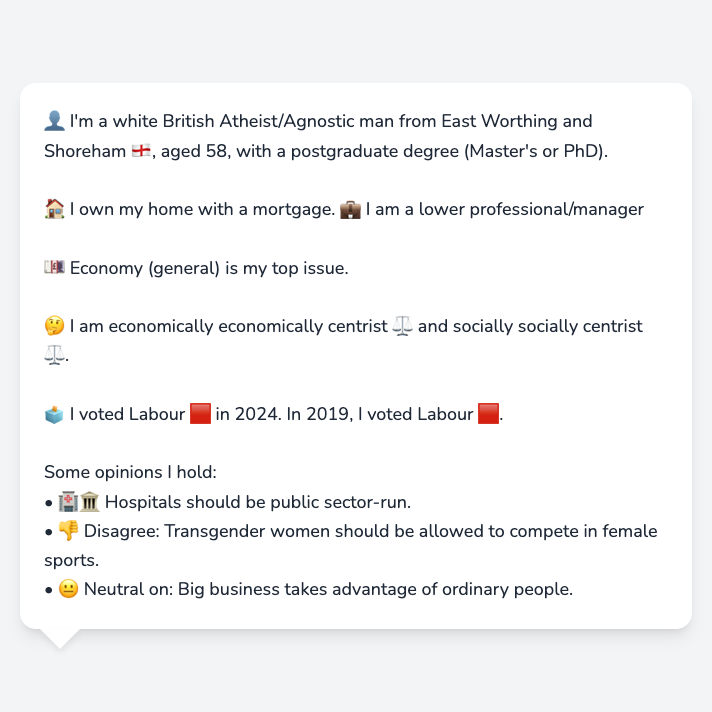 👤 I'm a white British Atheist/Agnostic man from East Worthing and
Shoreham 🏴󠁧󠁢󠁥󠁮󠁧󠁿, aged 58, with a postgraduate degree (Master's or PhD).
🏠 I own my home with a mortgage. 💼 I am a lower professional/manager
💷 Economy (general) is my top issue.
🤔 I am economically economically centrist ⚖️ and socially socially centrist
⚖️.
🗳️ I voted Labour 🟥 in 2024. In 2019, I voted Labour 🟥.
Some opinions I hold:
• 🏥🏛️ Hospitals should be public sector-run.
• 👎 Disagree: Transgender women should be allowed to compete in female
sports.
• 😐 Neutral on: Big business takes advantage of ordinary people.